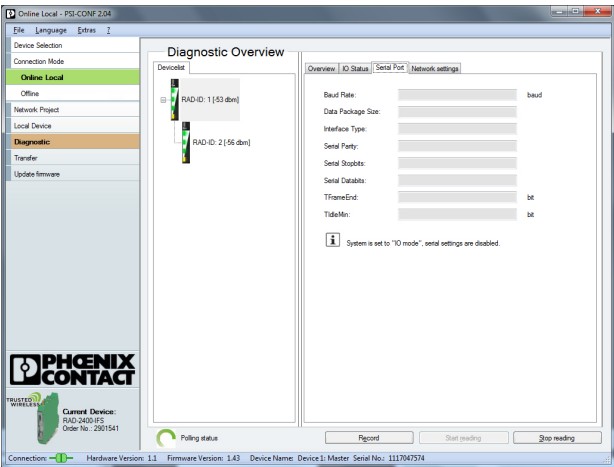 Online Local - PSI-CONF 2.04
File Language Extras ?
Device Selection
Connection Mode
Online Local
Offline
Network Project
Local Device
Diagnostic
Transfer
Update firmware
PHŒNIX
CONTACT
TRUSTED
WIRELESS
Current Device:
RAD-2400-IFS
Order No.: 2901541
Diagnostic Overview
Devicelist
RAD-ID: 1 [-53 dbm]
RAD-ID: 2 [-56 dbm]
Overview IO Status Serial Port Network settings
Baud Rate: baud
Data Package Size:
Interface Type:
Serial Parity:
Serial Stopbits:
Serial Databits:
TFrameEnd: bit
TIdleMin: bit
i System is set to "IO mode", serial settings are disabled.
Polling status Record Start reading Stop reading
Connection: Hardware Version: 1.1 Firmware Version: 1.43 Device Name: Device 1: Master Serial No.: 1117047574